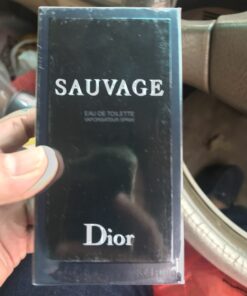 SAUVAGE
EAU DE TOILETTE
VAPORISATEUR SPRAY
Dior